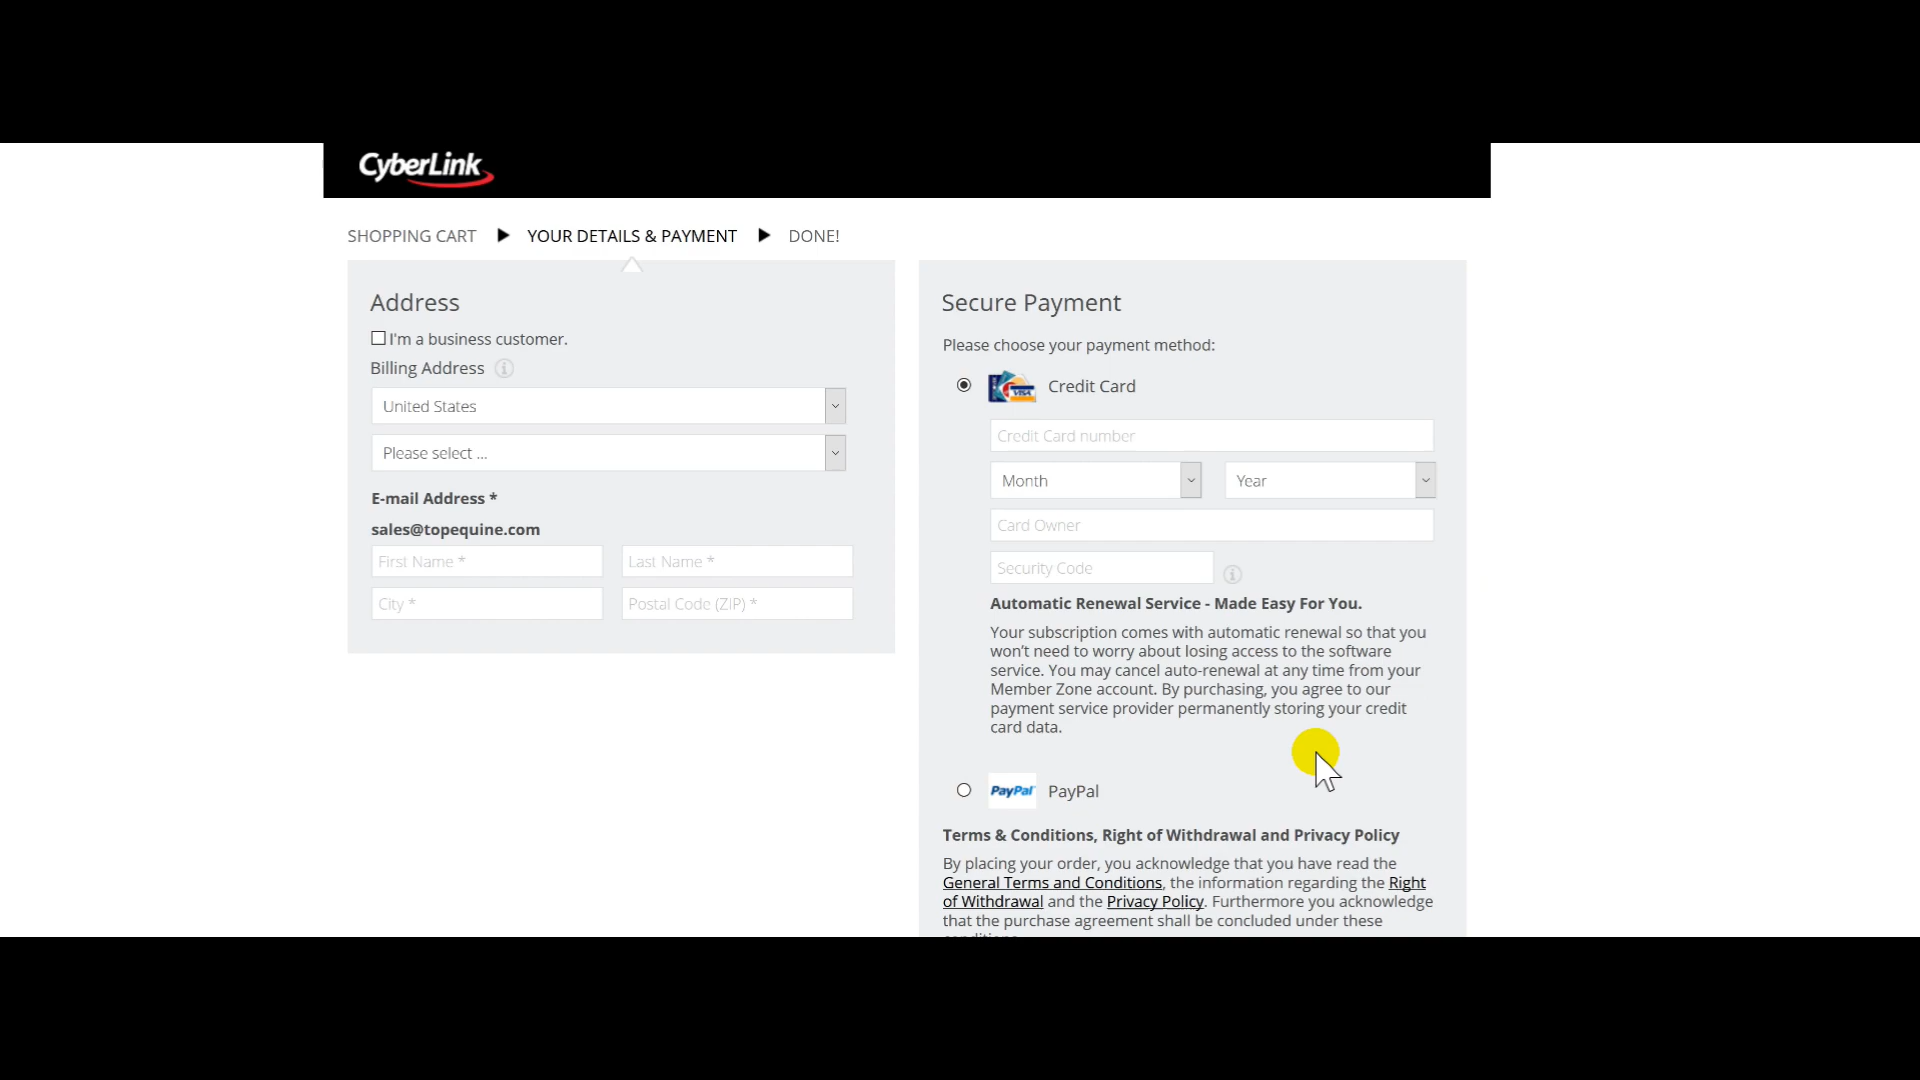 CyberLink
SHOPPING CART ▶ YOUR DETAILS & PAYMENT ▶ DONE!
Address
I'm a business customer.
Billing Address
United States
Please select ...
E-mail Address *
sales@topequine.com
First Name * Last Name *
City * Postal Code (ZIP) *
Secure Payment
Please choose your payment method:
VISA Credit Card
Credit Card number
Month Year
Card Owner
Security Code
Automatic Renewal Service - Made Easy For You.
Your subscription comes with automatic renewal so that you
won't need to worry about losing access to the software
service. You may cancel auto-renewal at any time from your
Member Zone account. By purchasing, you agree to our
payment service provider permanently storing your credit
card data.
PayPal PayPal
Terms & Conditions, Right of Withdrawal and Privacy Policy
By placing your order, you acknowledge that you have read the
General Terms and Conditions, the information regarding the Right
of Withdrawal and the Privacy Policy. Furthermore you acknowledge
that the purchase agreement shall be concluded under these